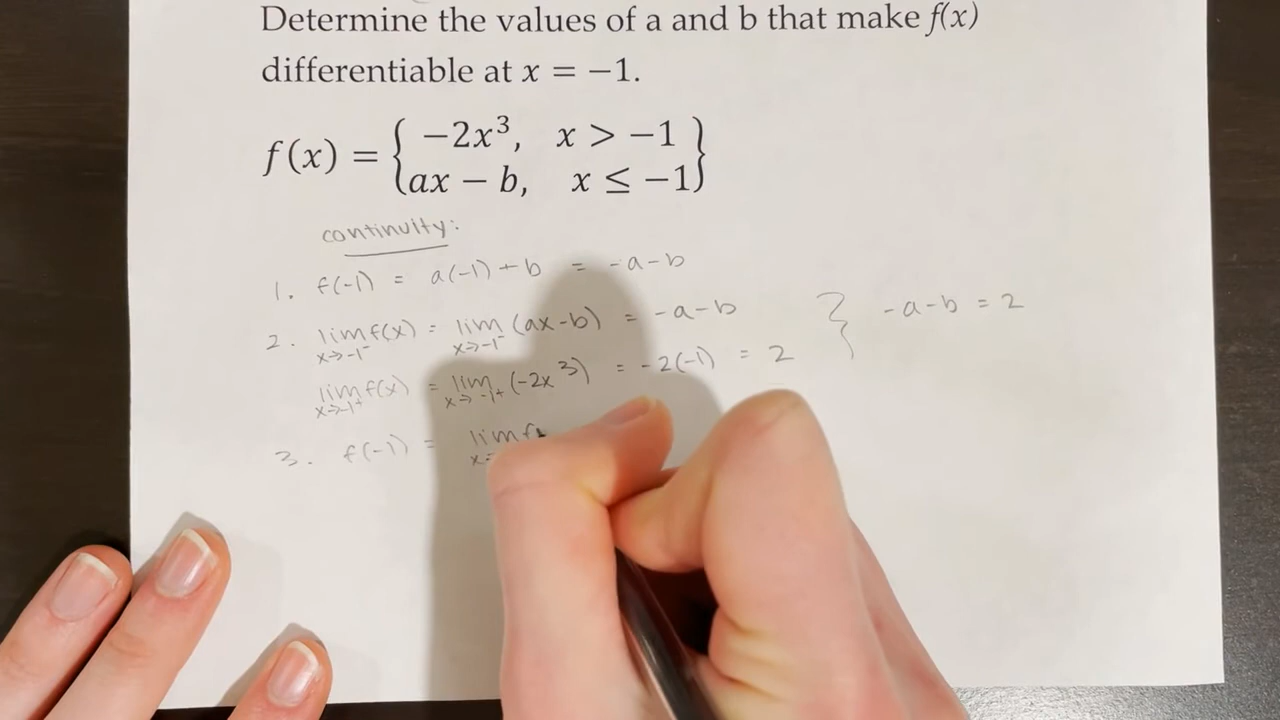 Determine the values of a and b that make f(x)
differentiable at x = −1.
f(x) = { −2x³, x > −1
ax − b, x ≤ −1 }
continuity:
1. f(-1) = a(-1) - b = -a-b
2. lim f(x) = lim (ax-b) = -a-b } -a-b = 2
x→-1⁻ x→-1⁻
lim f(x) = lim (-2x³) = -2(-1) = 2
x→-1⁺ x→-1⁺
3. f(-1) = lim f
x→